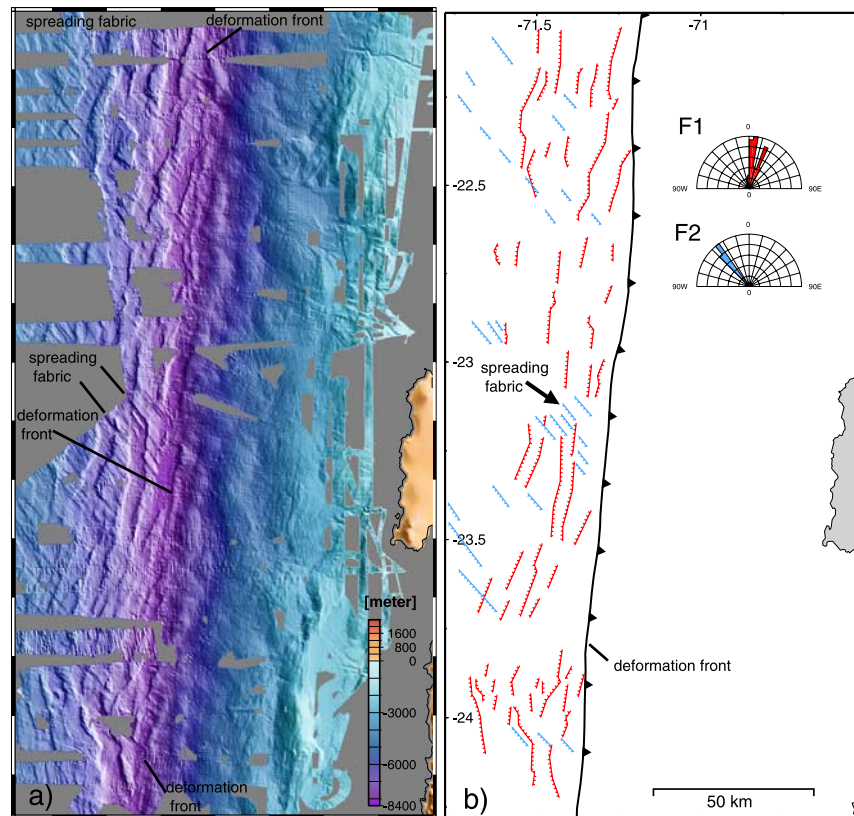 spreading fabric
deformation front
spreading
fabric
deformation
front
[meter]
1600
800
0
-3000
-6000
-8400
deformation
front
a)
-71.5
-71
-22.5
-23
-23.5
-24
F1
0
90W
0
90E
F2
0
90W
0
90E
spreading
fabric
deformation front
50 km
b)